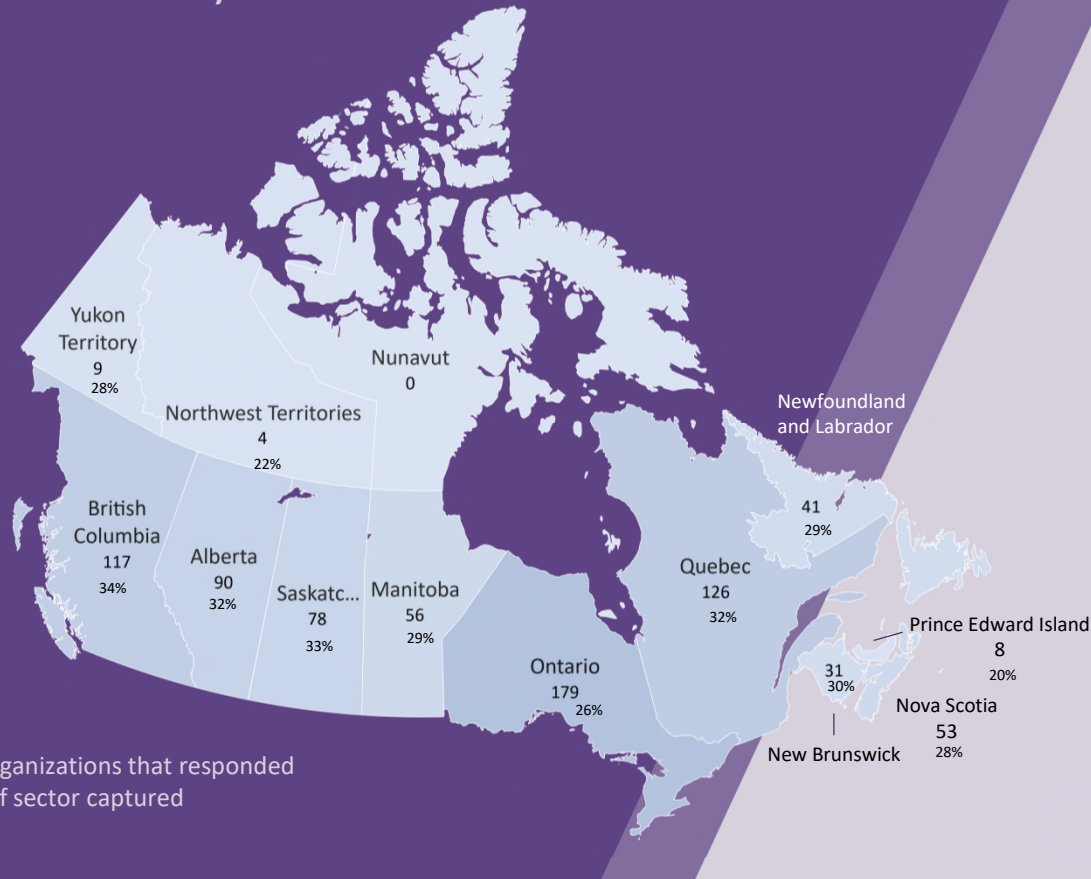 Yukon
Territory
9
28%
Northwest Territories
4
22%
Nunavut
0
Newfoundland
and Labrador
41
29%
British
Columbia
117
34%
Alberta
90
32%
Saskatc...
78
33%
Manitoba
56
29%
Ontario
179
26%
Quebec
126
32%
Prince Edward Island
8
20%
31
30%
New Brunswick
Nova Scotia
53
28%
ganizations that responded
f sector captured